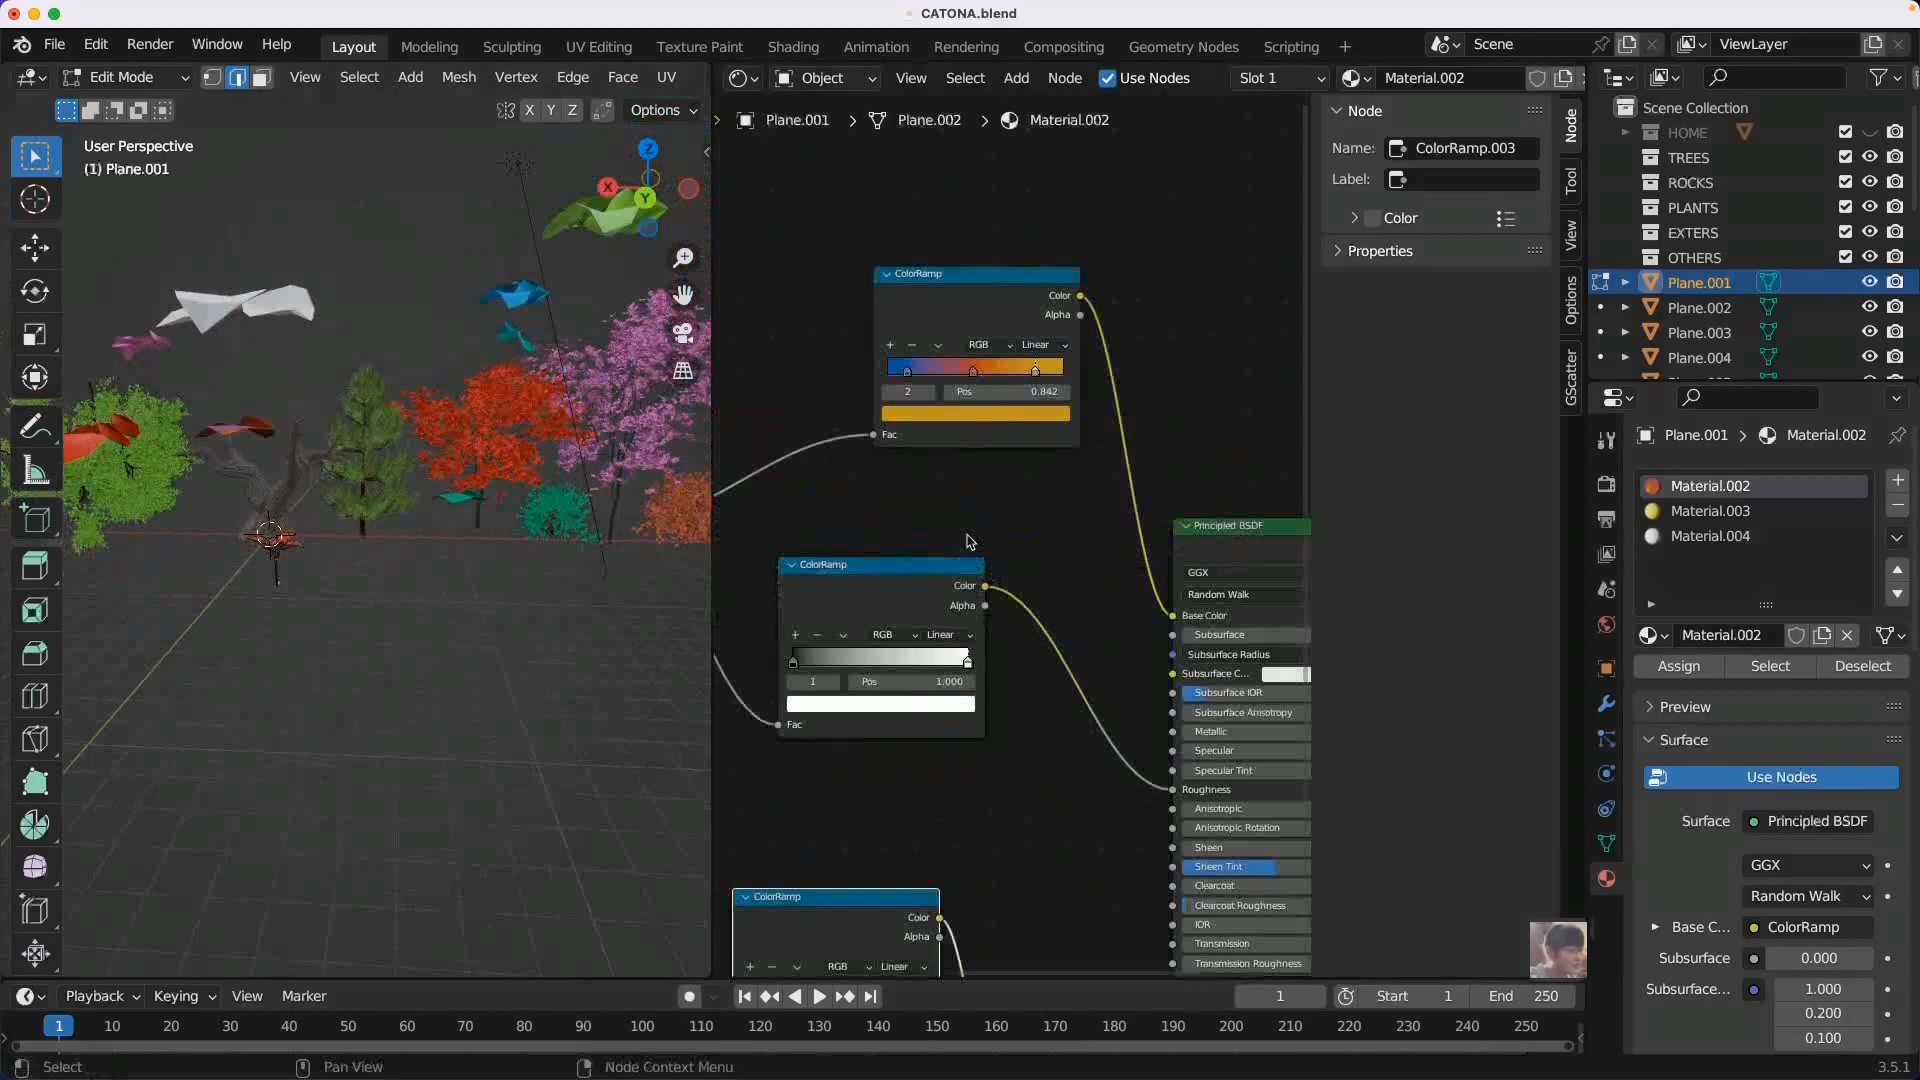 CATONA.blend
File Edit Render Window Help Layout Modeling Sculpting UV Editing Texture Paint Shading Animation Rendering Compositing Geometry Nodes Scripting + Scene ViewLayer
Edit Mode View Select Add Mesh Vertex Edge Face UV Object View Select Add Node Use Nodes Slot 1 Material.002
X Y Z Options
Plane.001 > Plane.002 > Material.002
User Perspective
(1) Plane.001
Z
X
Y
Node
Name: ColorRamp.003
Label:
Color
Properties
Node
Tool
View
Options
GScatter
Scene Collection
HOME
TREES
ROCKS
PLANTS
EXTERS
OTHERS
Plane.001
Plane.002
Plane.003
Plane.004
ColorRamp
Color
Alpha
+ − RGB Linear
2 Pos 0.842
Fac
ColorRamp
Color
Alpha
+ − RGB Linear
1 Pos 1.000
Fac
ColorRamp
Color
Alpha
+ − RGB Linear
Principled BSDF
GGX
Random Walk
Base Color
Subsurface
Subsurface Radius
Subsurface C...
Subsurface IOR
Subsurface Anisotropy
Metallic
Specular
Specular Tint
Roughness
Anisotropic
Anisotropic Rotation
Sheen
Sheen Tint
Clearcoat
Clearcoat Roughness
IOR
Transmission
Transmission Roughness
Plane.001 > Material.002
Material.002
Material.003
Material.004
Material.002
Assign Select Deselect
Preview
Surface
Use Nodes
Surface Principled BSDF
GGX
Random Walk
Base C... ColorRamp
Subsurface 0.000
Subsurface... 1.000
0.200
0.100
Playback Keying View Marker 1 Start 1 End 250
1 10 20 30 40 50 60 70 80 90 100 110 120 130 140 150 160 170 180 190 200 210 220 230 240 250
Select Pan View Node Context Menu 3.5.1